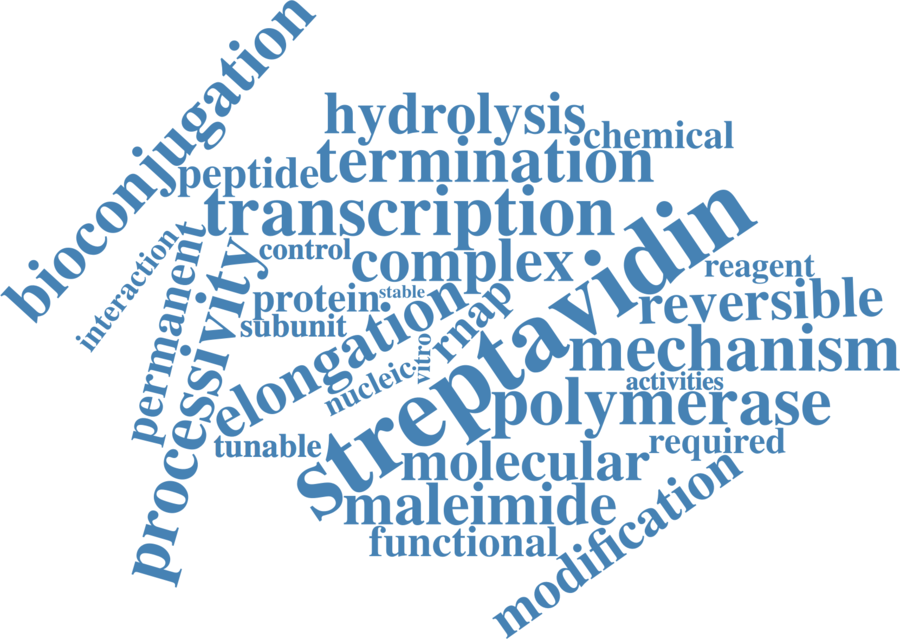 bioconjugation
hydrolysis
chemical
termination
peptide
transcription
interaction
permanent
processivity
control
complex
streptavidin
reagent
protein
stable
reversible
subunit
elongation
rnap
vitro
nucleic
mechanism
activities
polymerase
tunable
required
molecular
maleimide
functional
modification